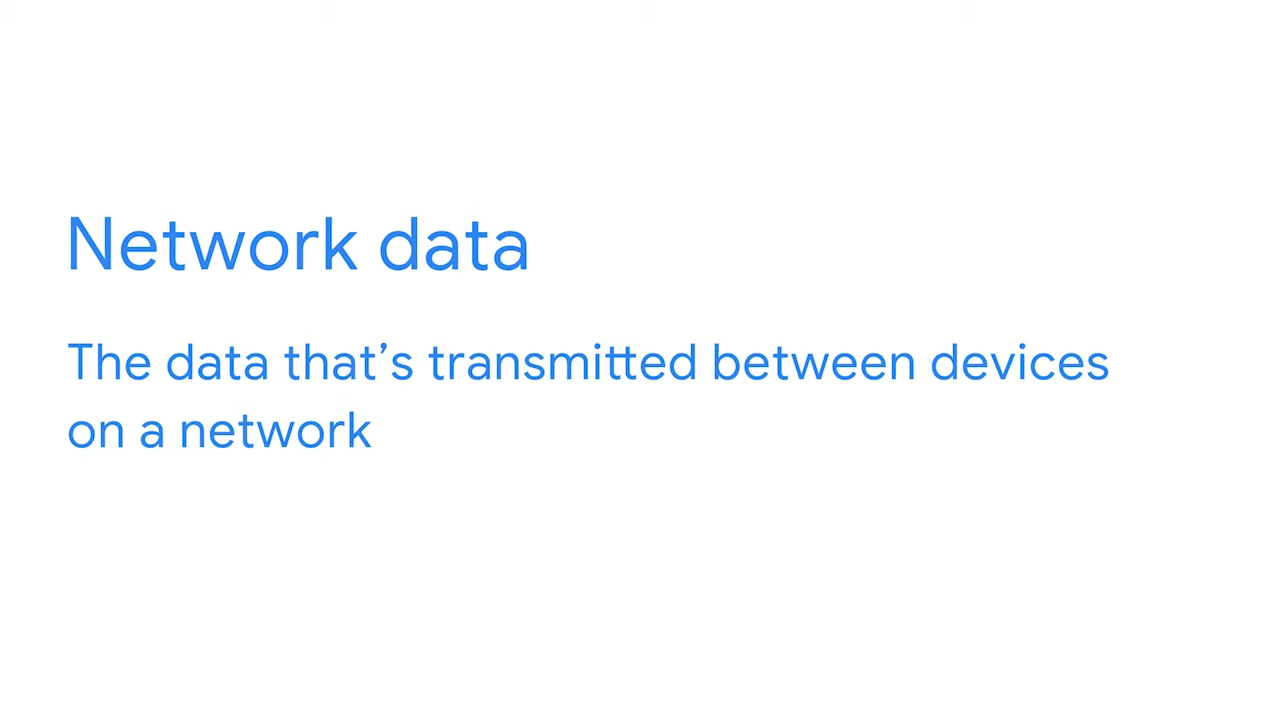 Network data
The data that’s transmitted between devices
on a network